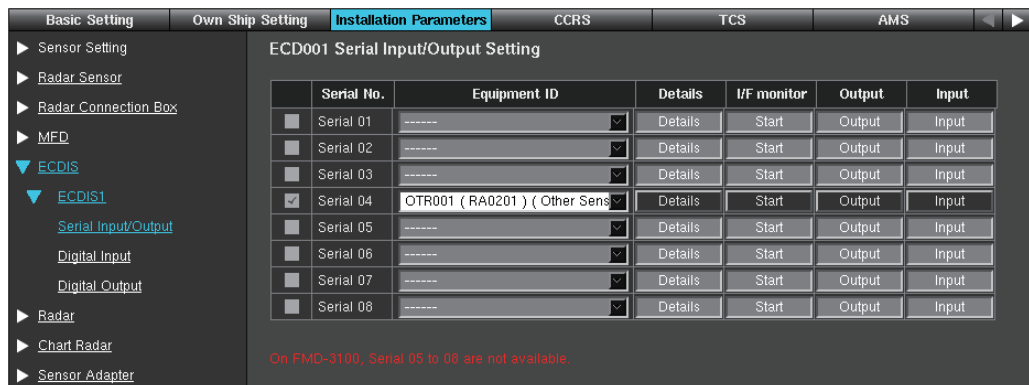 Basic Setting Own Ship Setting Installation Parameters CCRS TCS AMS
Sensor Setting
Radar Sensor
Radar Connection Box
MFD
ECDIS
ECDIS1
Serial Input/Output
Digital Input
Digital Output
Radar
Chart Radar
Sensor Adapter
ECD001 Serial Input/Output Setting
Serial No. Equipment ID Details I/F monitor Output Input
Serial 01 ------ Details Start Output Input
Serial 02 ------ Details Start Output Input
Serial 03 ------ Details Start Output Input
Serial 04 OTR001 ( RA0201 ) ( Other Sens Details Start Output Input
Serial 05 ------ Details Start Output Input
Serial 06 ------ Details Start Output Input
Serial 07 ------ Details Start Output Input
Serial 08 ------ Details Start Output Input
On FMD-3100, Serial 05 to 08 are not available.